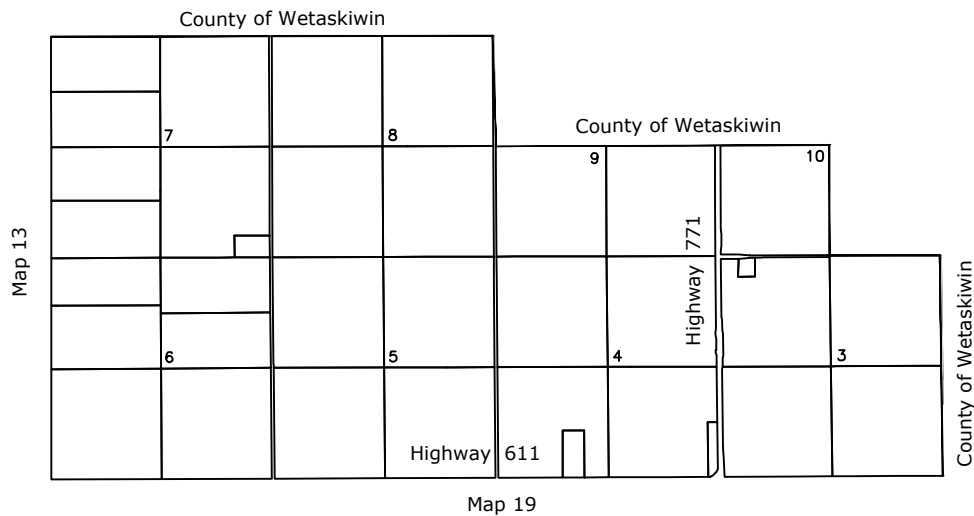 County of Wetaskiwin
7
8
County of Wetaskiwin
9
10
Map 13
Highway 771
6
5
4
3
County of Wetaskiwin
Highway 611
Map 19